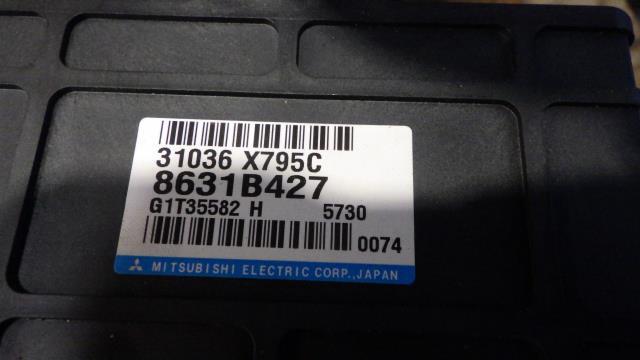 31036 X795C
8631B427
G1T35582 H 5730
0074
MITSUBISHI ELECTRIC CORP.,JAPAN